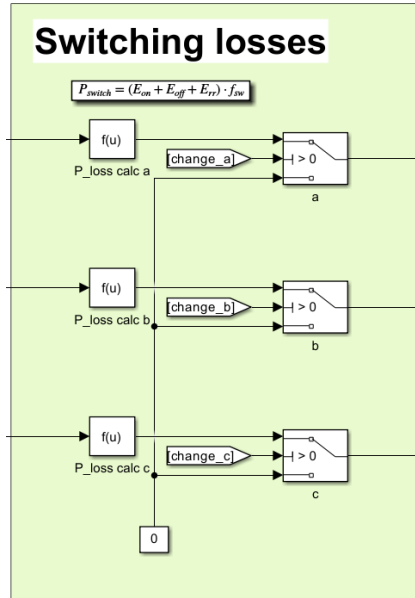 Switching losses
P_switch = (E_on + E_off + E_rr) · f_sw
f(u)
P_loss calc a
[change_a]
> 0
a
f(u)
P_loss calc b
[change_b]
> 0
b
f(u)
P_loss calc c
[change_c]
> 0
c
0